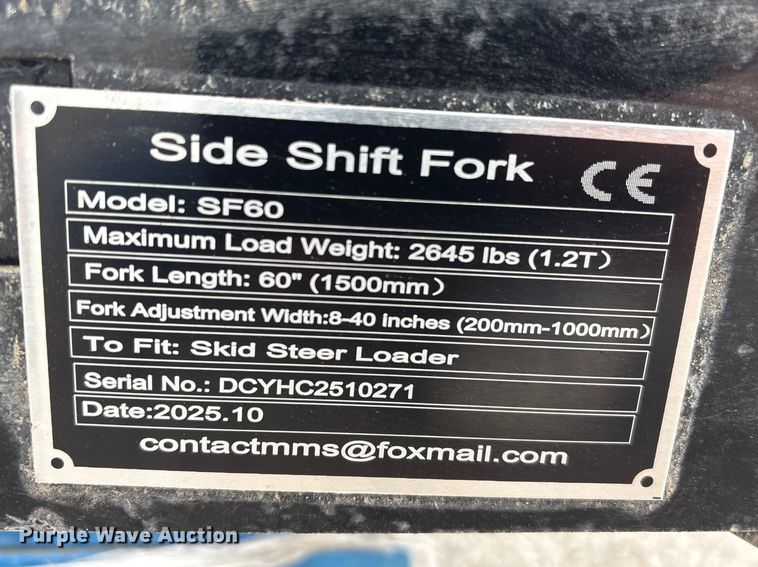 Side Shift Fork CE
Model: SF60
Maximum Load Weight: 2645 lbs (1.2T）
Fork Length: 60" (1500mm）
Fork Adjustment Width:8-40 inches (200mm-1000mm）
To Fit: Skid Steer Loader
Serial No.: DCYHC2510271
Date:2025.10
contactmms@foxmail.com
Purple Wave Auction